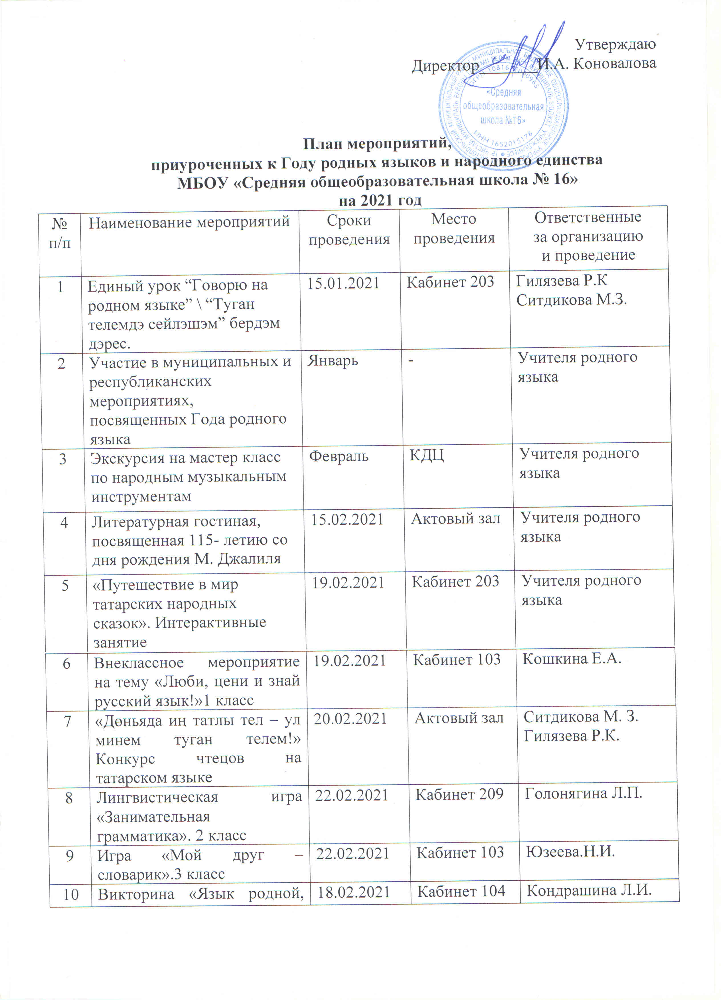 Утверждаю
Директор_______И.А. Коновалова
«Средняя
общеобразовательная
школа №16»
ИНН 1652015178
План мероприятий,
приуроченных к Году родных языков и народного единства
МБОУ «Средняя общеобразовательная школа № 16»
на 2021 год
№ п/п
Наименование мероприятий
Сроки проведения
Место проведения
Ответственные за организацию и проведение
1
Единый урок “Говорю на
родном языке” \ “Туган
телемдэ сейлэшэм” бердэм
дэрес.
15.01.2021
Кабинет 203
Гилязева Р.К
Ситдикова М.З.
2
Участие в муниципальных и
республиканских
мероприятиях,
посвященных Года родного
языка
Январь
-
Учителя родного
языка
3
Экскурсия на мастер класс
по народным музыкальным
инструментам
Февраль
КДЦ
Учителя родного
языка
4
Литературная гостиная,
посвященная 115- летию со
дня рождения М. Джалиля
15.02.2021
Актовый зал
Учителя родного
языка
5
«Путешествие в мир
татарских народных
сказок». Интерактивные
занятие
19.02.2021
Кабинет 203
Учителя родного
языка
6
Внеклассное мероприятие
на тему «Люби, цени и знай
русский язык!»1 класс
19.02.2021
Кабинет 103
Кошкина Е.А.
7
«Дөньяда иң татлы тел – ул
минем туган телем!»
Конкурс чтецов на
татарском языке
20.02.2021
Актовый зал
Ситдикова М. З.
Гилязева Р.К.
8
Лингвистическая игра
«Занимательная
грамматика». 2 класс
22.02.2021
Кабинет 209
Голонягина Л.П.
9
Игра «Мой друг –
словарик».3 класс
22.02.2021
Кабинет 103
Юзеева.Н.И.
10
Викторина «Язык родной,
18.02.2021
Кабинет 104
Кондрашина Л.И.